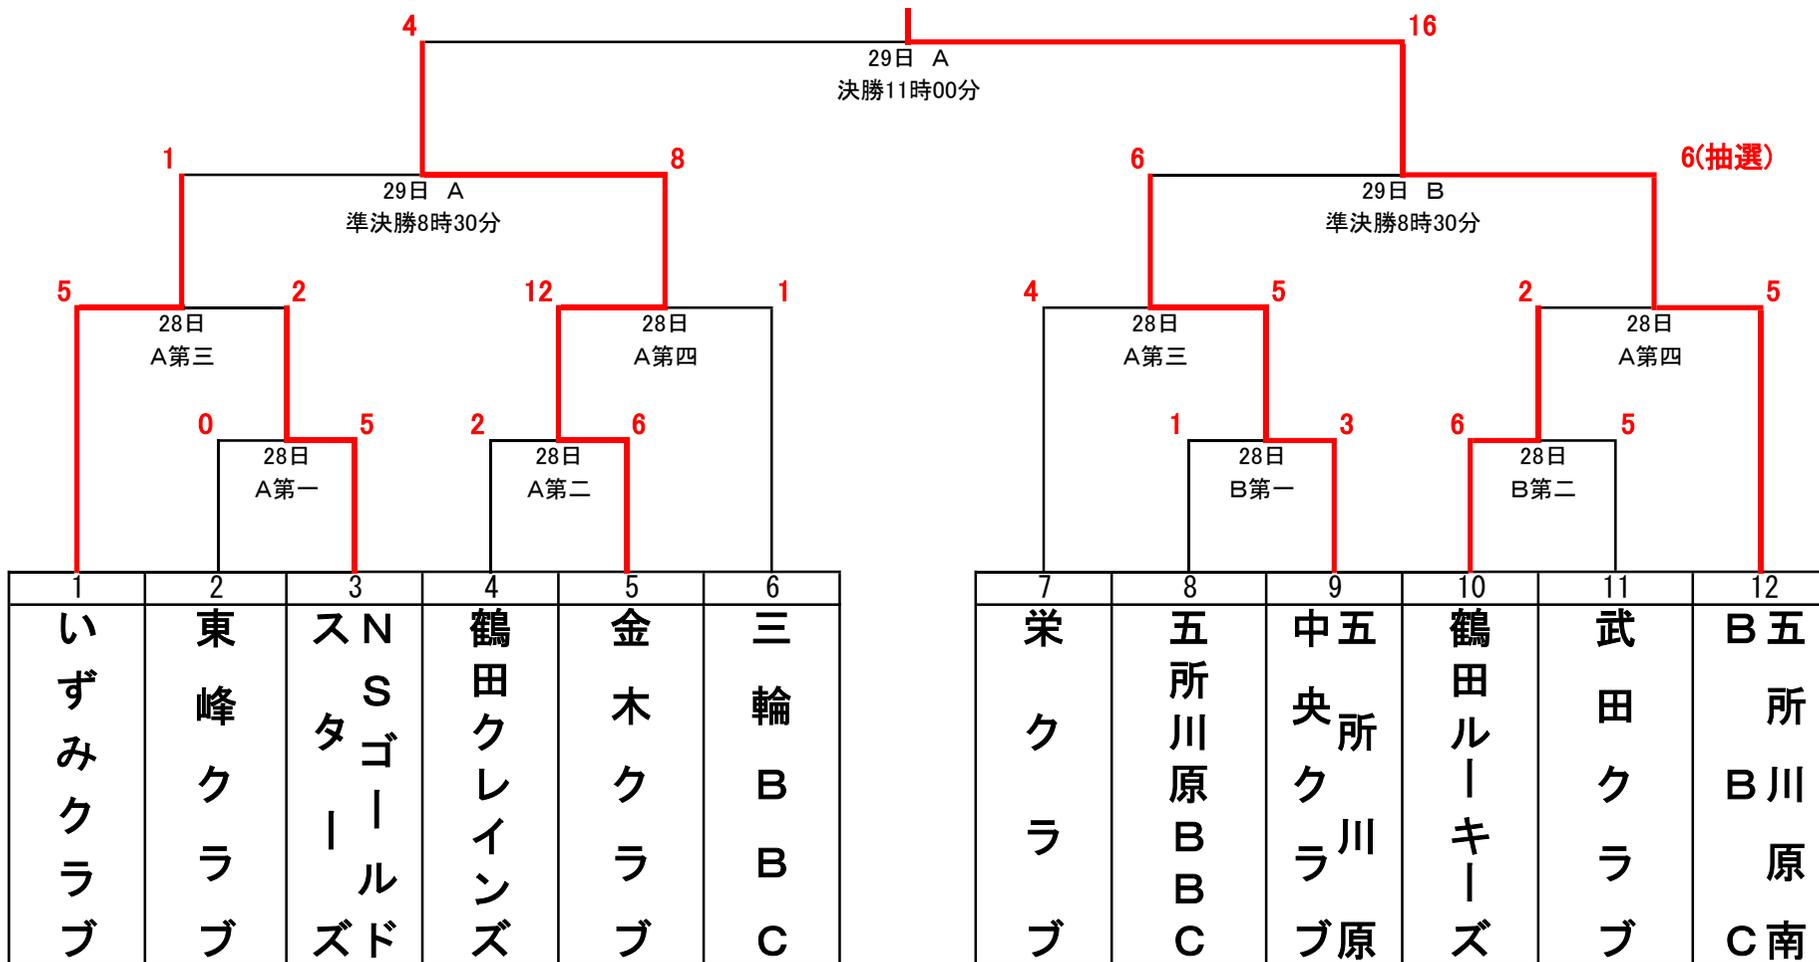 4
16
29日 A
決勝11時00分
1
8
6
6(抽選)
29日 A
準決勝8時30分
29日 B
準決勝8時30分
5
2
12
1
4
5
2
5
28日
A第三
28日
A第四
28日
A第三
28日
A第四
0
5
2
6
1
3
6
5
28日
A第一
28日
A第二
28日
B第一
28日
B第二
1
2
3
4
5
6
7
8
9
10
11
12
いずみクラブ
東峰クラブ
NSゴールド
スターズ
鶴田クレインズ
金木クラブ
三輪BBC
栄クラブ
五所川原BBC
五所川原
中央クラブ
鶴田ルーキーズ
武田クラブ
五所川原南
BBC